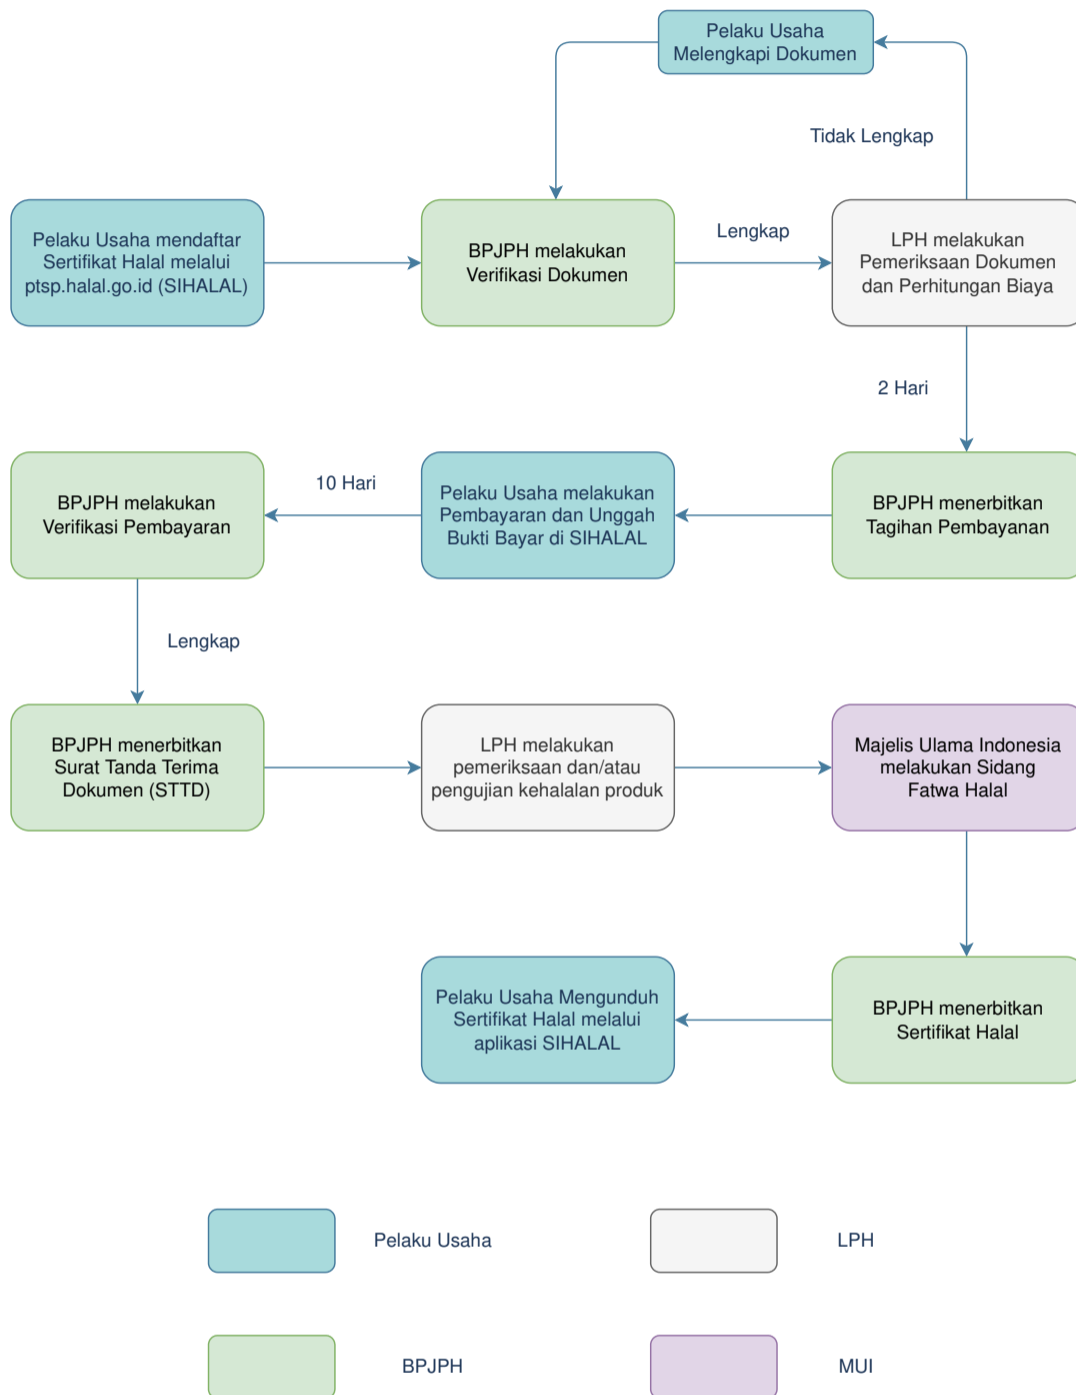 Pelaku Usaha
Melengkapi Dokumen
Tidak Lengkap
Pelaku Usaha mendaftar
Sertifikat Halal melalui
ptsp.halal.go.id (SIHALAL)
BPJPH melakukan
Verifikasi Dokumen
Lengkap
LPH melakukan
Pemeriksaan Dokumen
dan Perhitungan Biaya
2 Hari
BPJPH melakukan
Verifikasi Pembayaran
10 Hari
Pelaku Usaha melakukan
Pembayaran dan Unggah
Bukti Bayar di SIHALAL
BPJPH menerbitkan
Tagihan Pembayanan
Lengkap
BPJPH menerbitkan
Surat Tanda Terima
Dokumen (STTD)
LPH melakukan
pemeriksaan dan/atau
pengujian kehalalan produk
Majelis Ulama Indonesia
melakukan Sidang
Fatwa Halal
Pelaku Usaha Mengunduh
Sertifikat Halal melalui
aplikasi SIHALAL
BPJPH menerbitkan
Sertifikat Halal
Pelaku Usaha
LPH
BPJPH
MUI